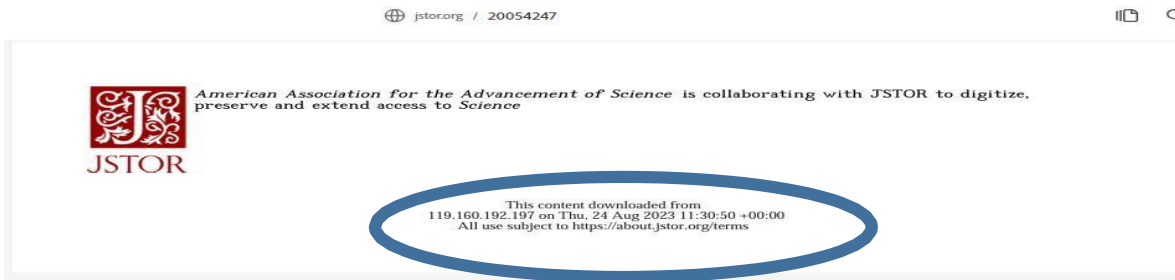 jstor.org / 20054247
American Association for the Advancement of Science is collaborating with JSTOR to digitize,
preserve and extend access to Science
JSTOR
This content downloaded from
119.160.192.197 on Thu, 24 Aug 2023 11:30:50 +00:00
All use subject to https://about.jstor.org/terms